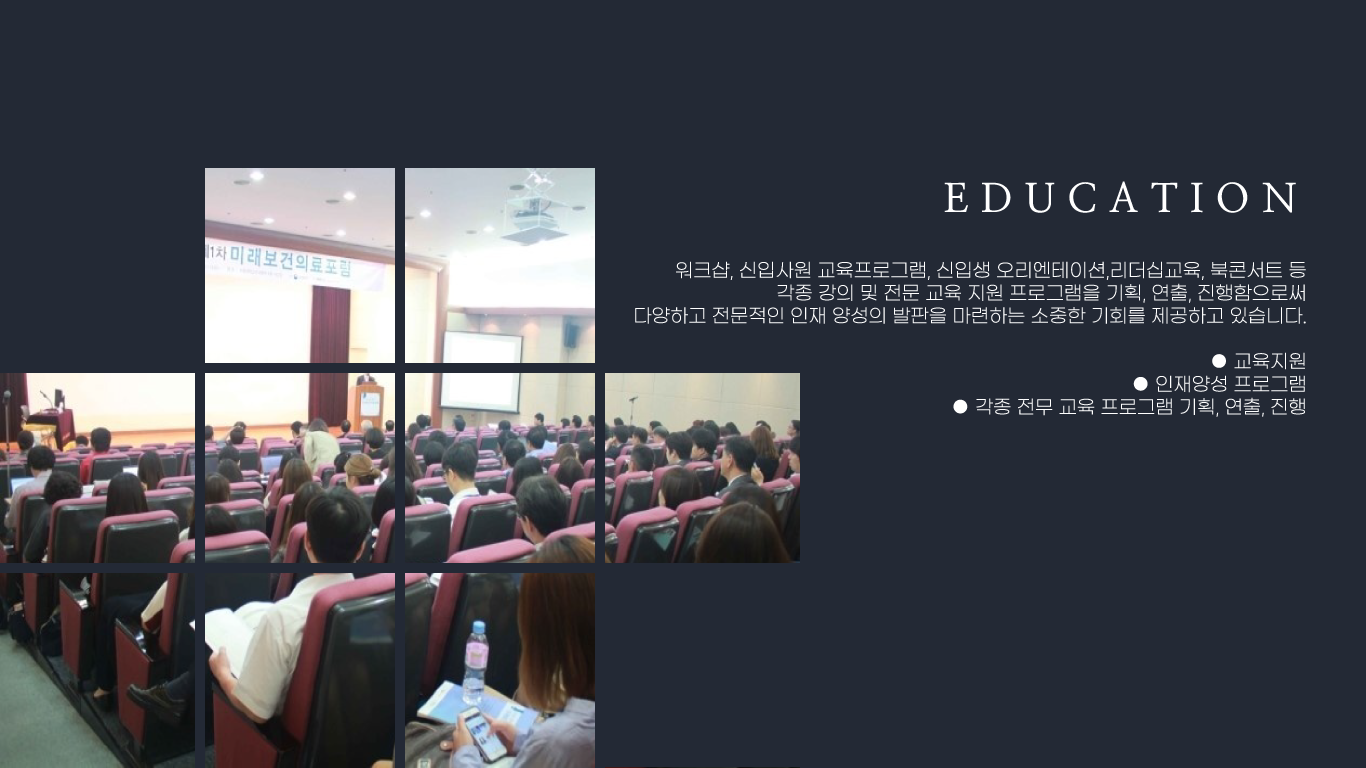 제1차 미래보건의료포럼
EDUCATION
워크샵, 신입사원 교육프로그램, 신입생 오리엔테이션,리더십교육, 북콘서트 등
각종 강의 및 전문 교육 지원 프로그램을 기획, 연출, 진행함으로써
다양하고 전문적인 인재 양성의 발판을 마련하는 소중한 기회를 제공하고 있습니다.
● 교육지원
● 인재양성 프로그램
● 각종 전무 교육 프로그램 기획, 연출, 진행